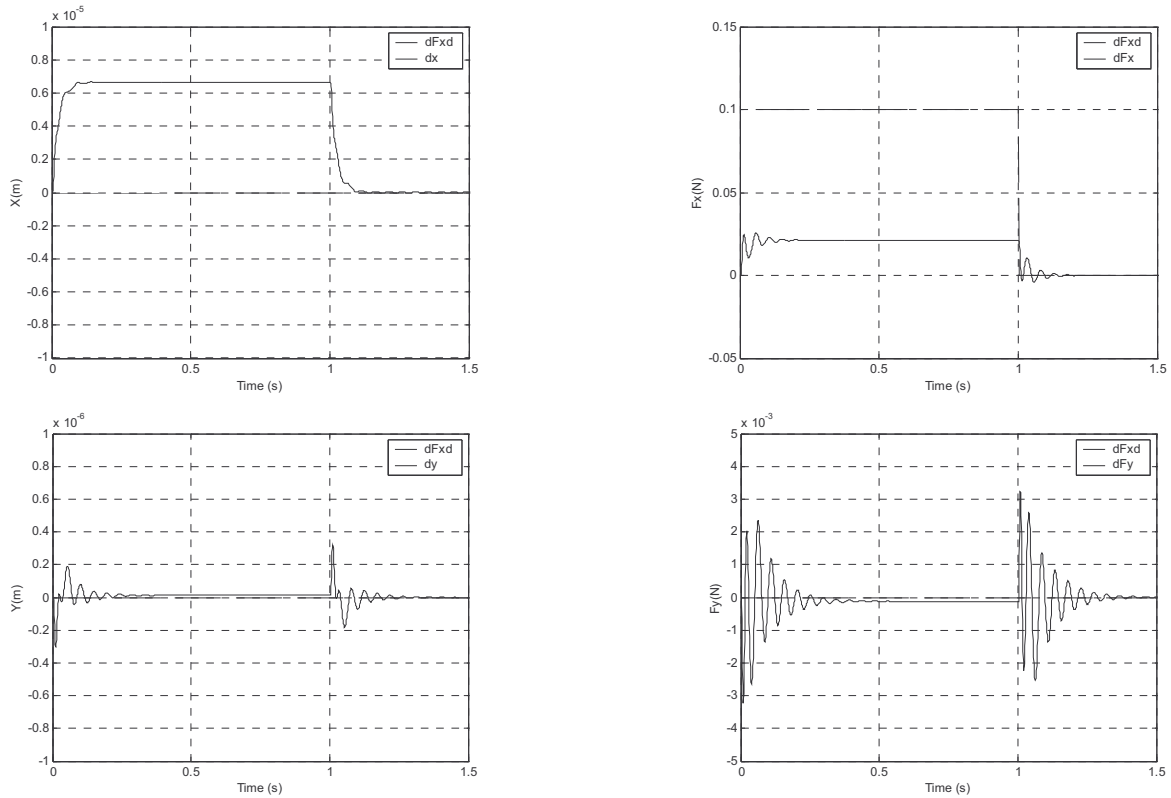 x 10-5
1
0.8
0.6
0.4
0.2
0
-0.2
-0.4
-0.6
-0.8
-1
X(m)
dFxd
dx
0
0.5
1
1.5
Time (s)
0.15
0.1
0.05
0
-0.05
Fx(N)
dFxd
dFx
0
0.5
1
1.5
Time (s)
x 10-6
1
0.8
0.6
0.4
0.2
0
-0.2
-0.4
-0.6
-0.8
-1
Y(m)
dFxd
dy
0
0.5
1
1.5
Time (s)
x 10-3
5
4
3
2
1
0
-1
-2
-3
-4
-5
Fy(N)
dFxd
dFy
0
0.5
1
1.5
Time (s)